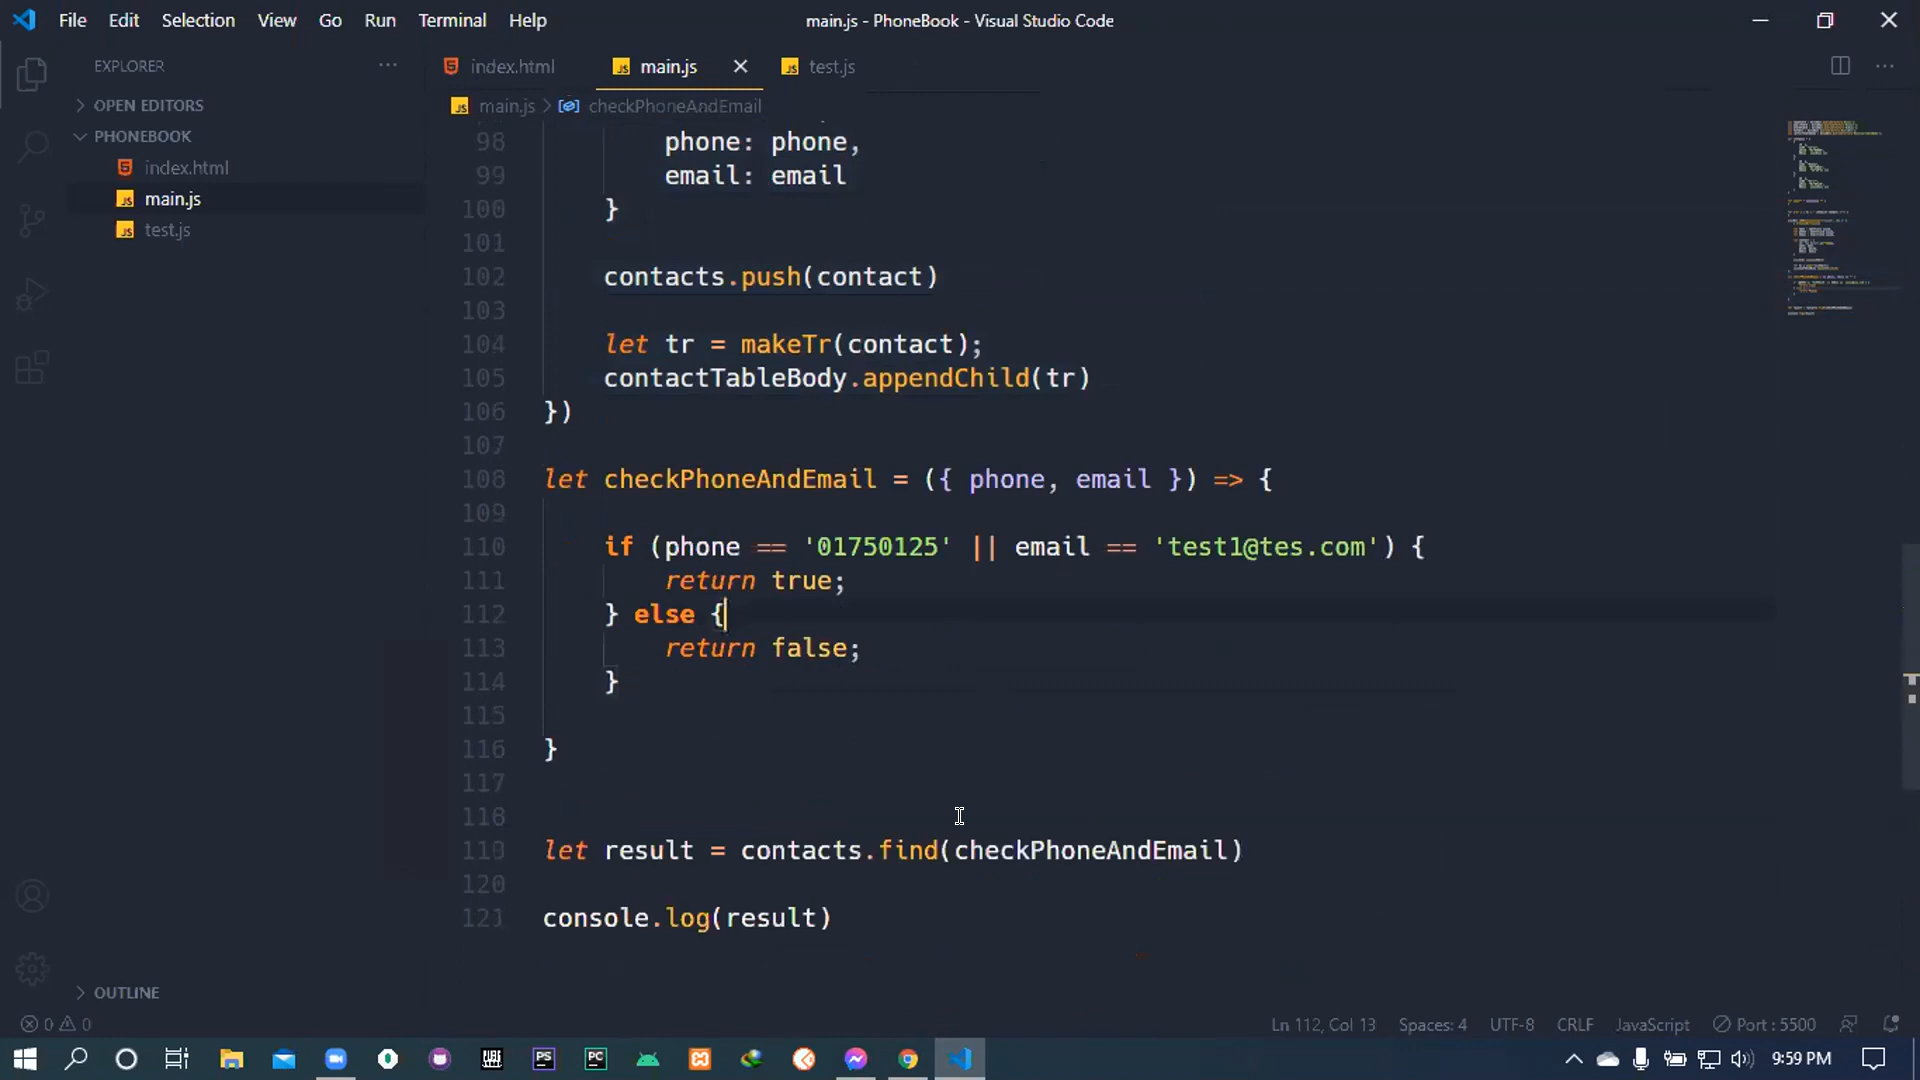 File Edit Selection View Go Run Terminal Help main.js - PhoneBook - Visual Studio Code
EXPLORER
OPEN EDITORS
PHONEBOOK
index.html
main.js
test.js
OUTLINE
index.html main.js test.js
main.js > checkPhoneAndEmail
98 phone: phone,
99 email: email
100 }
101
102 contacts.push(contact)
103
104 let tr = makeTr(contact);
105 contactTableBody.appendChild(tr)
106 })
107
108 let checkPhoneAndEmail = ({ phone, email }) => {
109
110 if (phone == '01750125' || email == 'test1@tes.com') {
111 return true;
112 } else {
113 return false;
114 }
115
116 }
117
118
119 let result = contacts.find(checkPhoneAndEmail)
120
121 console.log(result)
0 0 Ln 112, Col 13 Spaces: 4 UTF-8 CRLF JavaScript Port : 5500
PS PC 9:59 PM